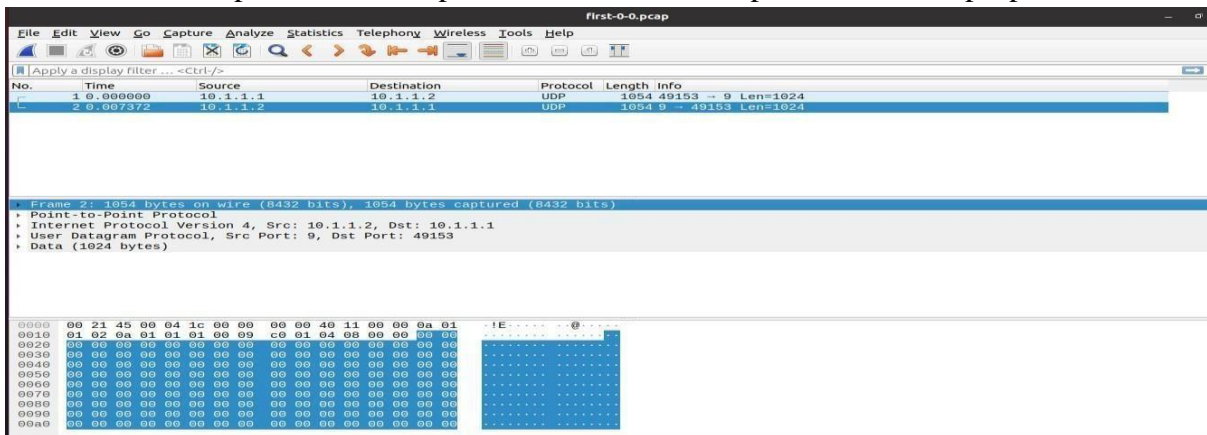 first-0-0.pcap
File Edit View Go Capture Analyze Statistics Telephony Wireless Tools Help
Apply a display filter ... <Ctrl-/>
No. Time Source Destination Protocol Length Info
1 0.000000 10.1.1.1 10.1.1.2 UDP 1054 49153 → 9 Len=1024
2 0.007372 10.1.1.2 10.1.1.1 UDP 1054 9 → 49153 Len=1024
Frame 2: 1054 bytes on wire (8432 bits), 1054 bytes captured (8432 bits)
Point-to-Point Protocol
Internet Protocol Version 4, Src: 10.1.1.2, Dst: 10.1.1.1
User Datagram Protocol, Src Port: 9, Dst Port: 49153
Data (1024 bytes)
0000 00 21 45 00 04 1c 00 00 00 00 40 11 00 00 0a 01 ·!E····· ··@·····
0010 01 02 0a 01 01 01 00 09 c0 01 04 08 00 00 00 00 ········ ········
0020 00 00 00 00 00 00 00 00 00 00 00 00 00 00 00 00 ········ ········
0030 00 00 00 00 00 00 00 00 00 00 00 00 00 00 00 00 ········ ········
0040 00 00 00 00 00 00 00 00 00 00 00 00 00 00 00 00 ········ ········
0050 00 00 00 00 00 00 00 00 00 00 00 00 00 00 00 00 ········ ········
0060 00 00 00 00 00 00 00 00 00 00 00 00 00 00 00 00 ········ ········
0070 00 00 00 00 00 00 00 00 00 00 00 00 00 00 00 00 ········ ········
0080 00 00 00 00 00 00 00 00 00 00 00 00 00 00 00 00 ········ ········
0090 00 00 00 00 00 00 00 00 00 00 00 00 00 00 00 00 ········ ········
00a0 00 00 00 00 00 00 00 00 00 00 00 00 00 00 00 00 ········ ········